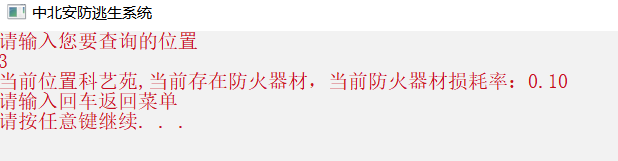 中北安防逃生系统
请输入您要查询的位置
3
当前位置科艺苑,当前存在防火器材，当前防火器材损耗率：0.10
请输入回车返回菜单
请按任意键继续. . .